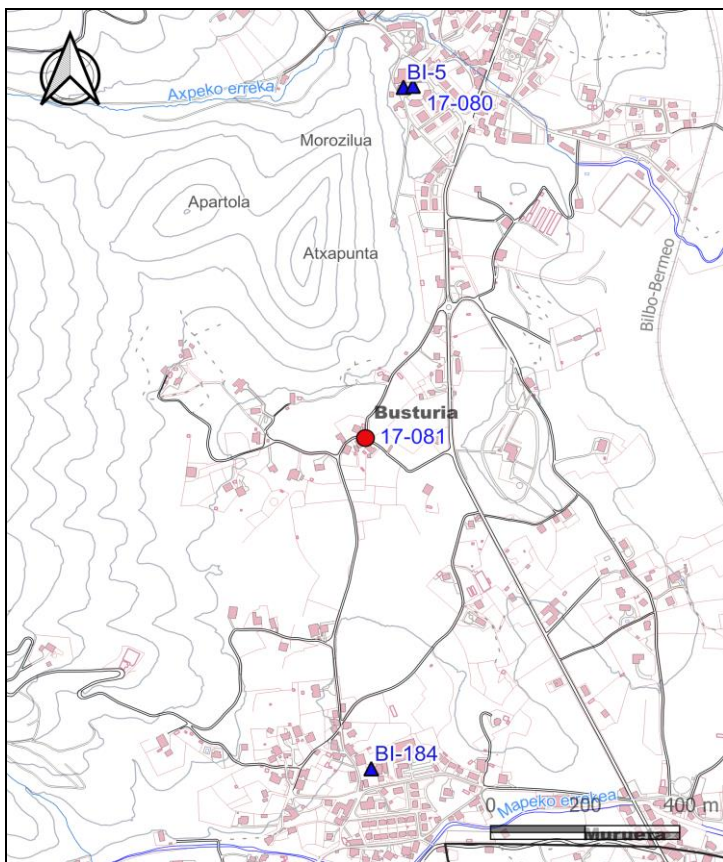 BI-5
Axpeko erreka
17-080
Morozilua
Apartola
Atxapunta
Bilbo-Bermeo
Busturia
17-081
BI-184
Mapeko errekea
0 200 400 m
Murueta